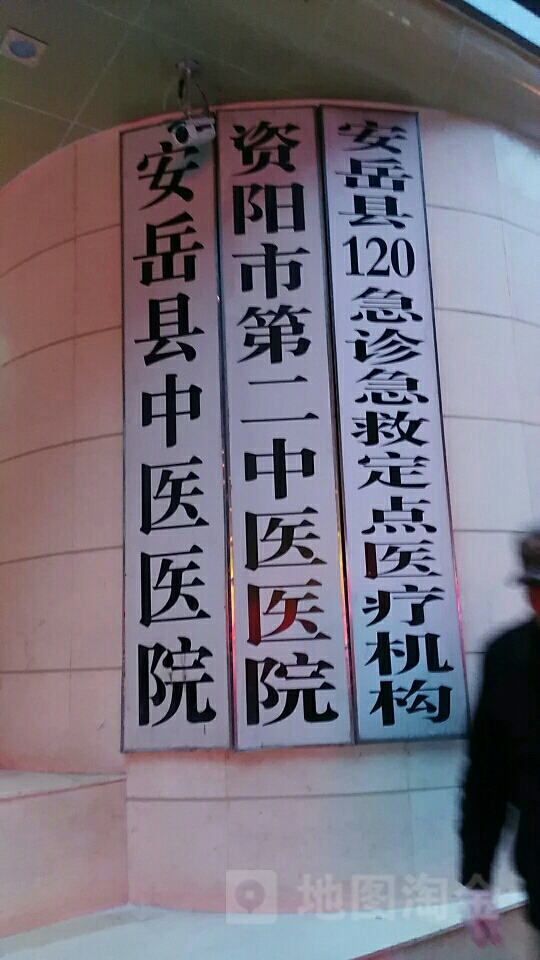 安岳县中医医院
资阳市第二中医医院
安岳县120急诊急救定点医疗机构
地图淘金